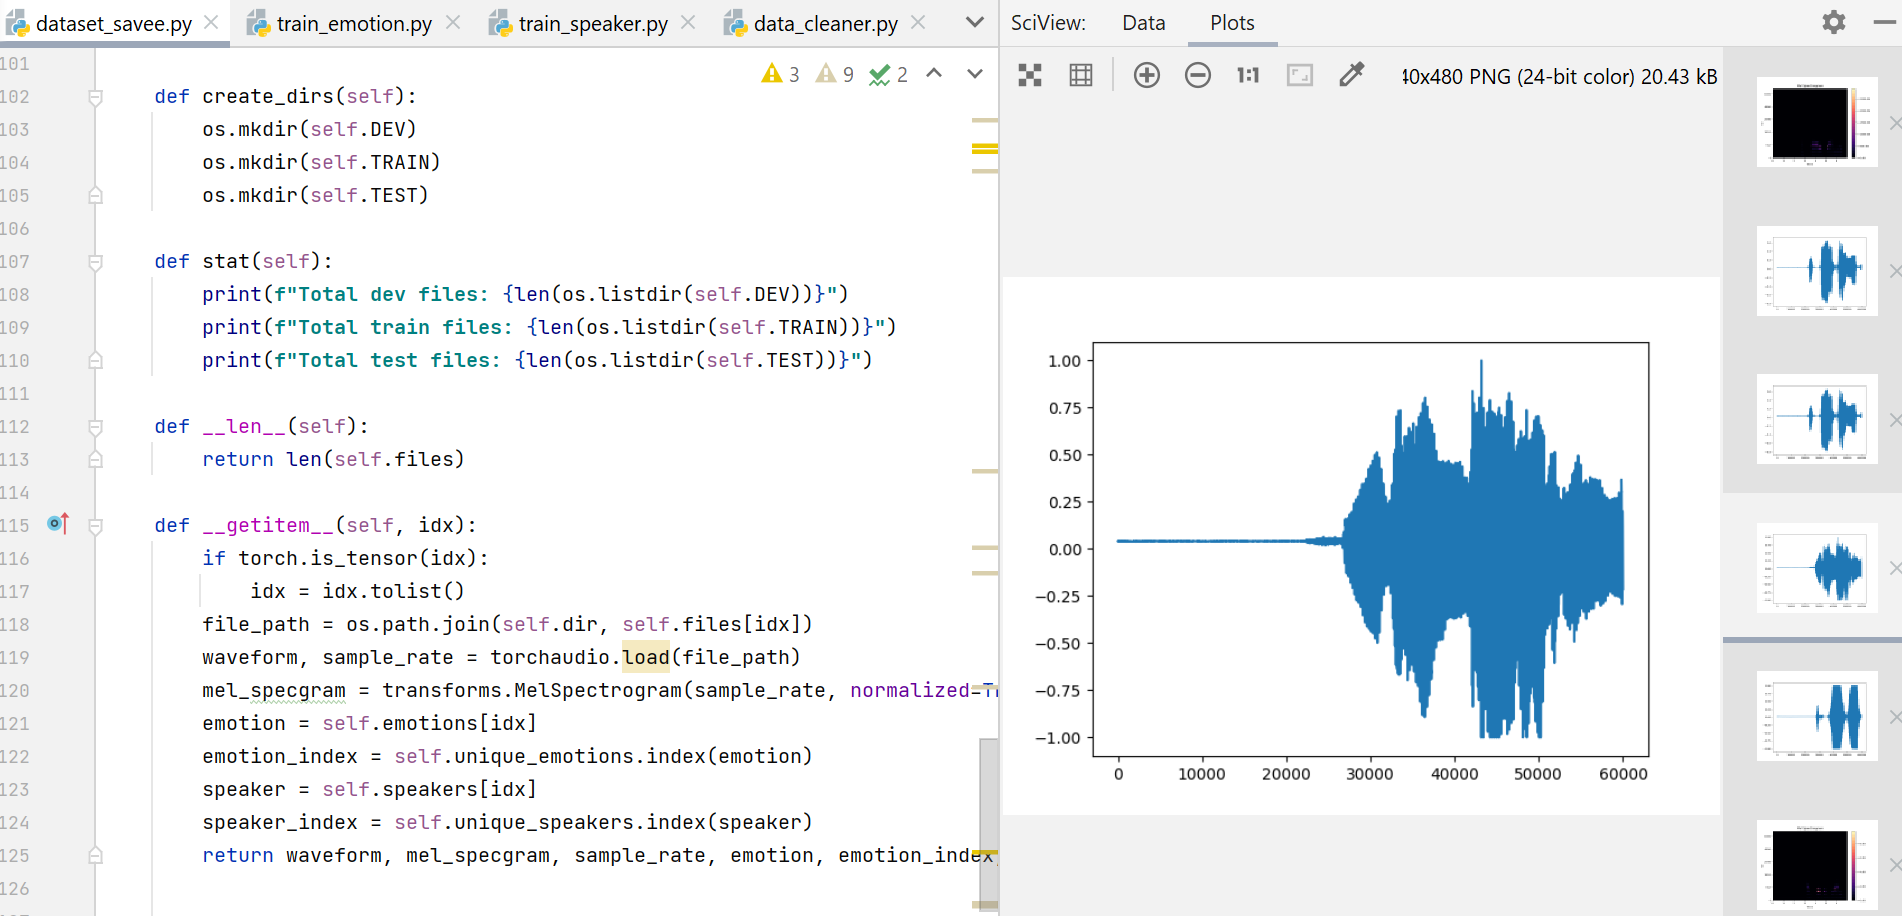 dataset_savee.py
train_emotion.py
train_speaker.py
data_cleaner.py
SciView:
Data
Plots
3 9 2
1:1
40x480 PNG (24-bit color) 20.43 kB
101
102 def create_dirs(self):
103 os.mkdir(self.DEV)
104 os.mkdir(self.TRAIN)
105 os.mkdir(self.TEST)
106
107 def stat(self):
108 print(f"Total dev files: {len(os.listdir(self.DEV))}")
109 print(f"Total train files: {len(os.listdir(self.TRAIN))}")
110 print(f"Total test files: {len(os.listdir(self.TEST))}")
111
112 def __len__(self):
113 return len(self.files)
114
115 def __getitem__(self, idx):
116 if torch.is_tensor(idx):
117 idx = idx.tolist()
118 file_path = os.path.join(self.dir, self.files[idx])
119 waveform, sample_rate = torchaudio.load(file_path)
120 mel_specgram = transforms.MelSpectrogram(sample_rate, normalized=T
121 emotion = self.emotions[idx]
122 emotion_index = self.unique_emotions.index(emotion)
123 speaker = self.speakers[idx]
124 speaker_index = self.unique_speakers.index(speaker)
125 return waveform, mel_specgram, sample_rate, emotion, emotion_index,
126
1.00
0.75
0.50
0.25
0.00
−0.25
−0.50
−0.75
−1.00
0 10000 20000 30000 40000 50000 60000